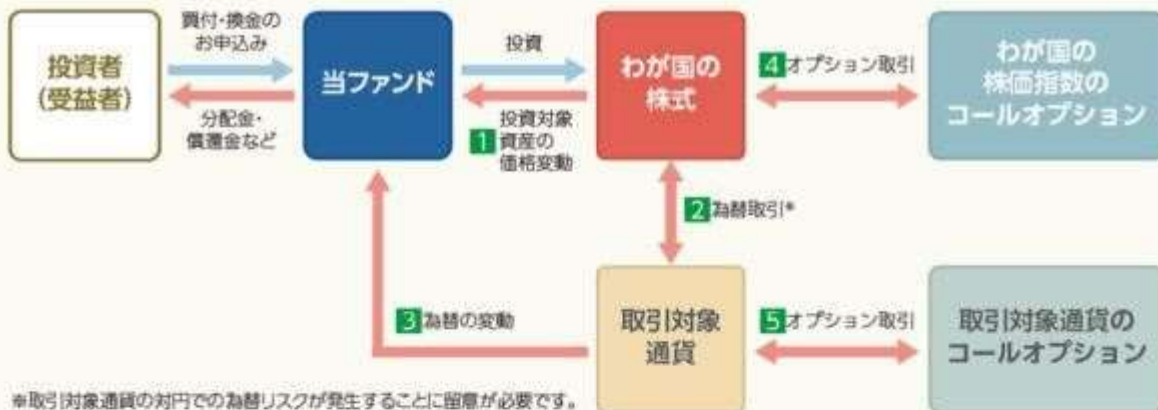 投資者
(受益者)
買付・換金の
お申込み
分配金・
償還金など
当ファンド
投資
1 投資対象
資産の
価格変動
わが国の
株式
4 オプション取引
わが国の
株価指数の
コールオプション
2 為替取引*
3 為替の変動
取引対象
通貨
5 オプション取引
取引対象通貨の
コールオプション
※取引対象通貨の対円での為替リスクが発生することに留意が必要です。